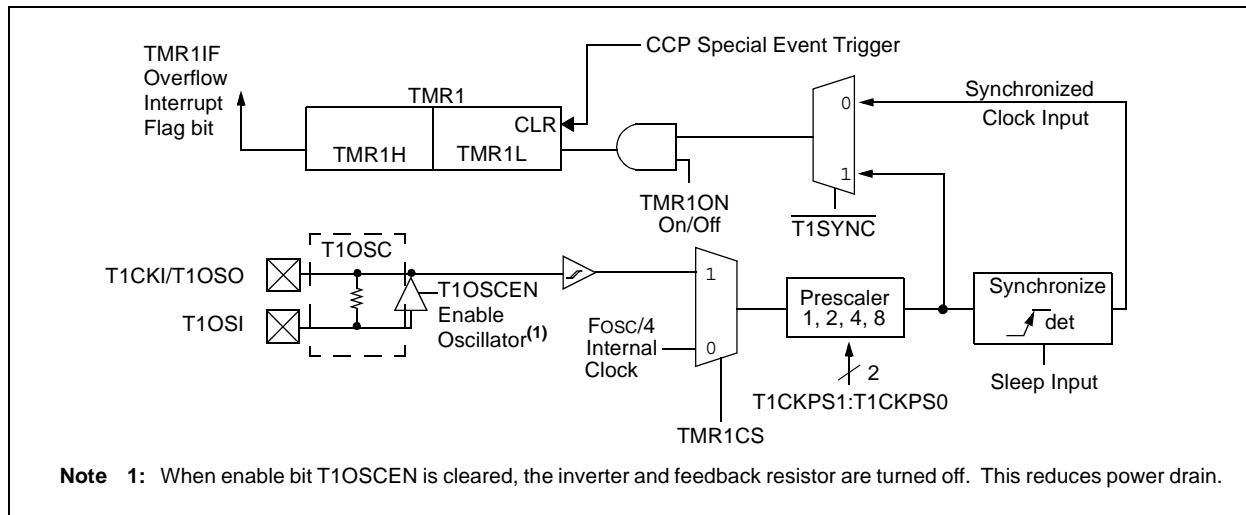 CCP Special Event Trigger
TMR1IF
Overflow
Interrupt
Flag bit
TMR1
CLR
TMR1H
TMR1L
TMR1ON
On/Off
0
1
T1SYNC
Synchronized
Clock Input
T1OSC
T1CKI/T1OSO
T1OSI
T1OSCEN
Enable
Oscillator(1)
FOSC/4
Internal
Clock
1
0
TMR1CS
Prescaler
1, 2, 4, 8
2
T1CKPS1:T1CKPS0
Synchronize
det
Sleep Input
Note 1: When enable bit T1OSCEN is cleared, the inverter and feedback resistor are turned off. This reduces power drain.